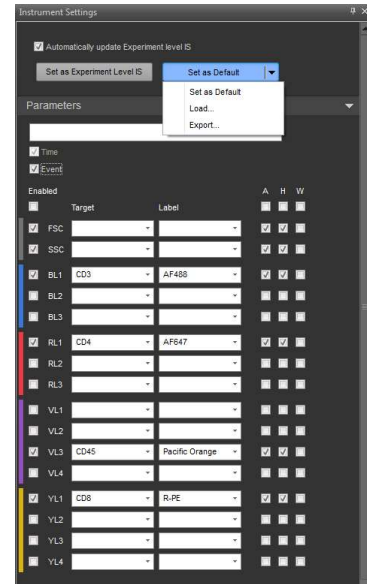 Instrument Settings
Automatically update Experiment level IS
Set as Experiment Level IS
Set as Default
Set as Default
Load...
Export...
Parameters
Time
Event
Enabled
Target Label A H W
FSC
SSC
BL1 CD3 AF488
BL2
BL3
RL1 CD4 AF647
RL2
RL3
VL1
VL2
VL3 CD45 Pacific Orange
VL4
YL1 CD8 R-PE
YL2
YL3
YL4